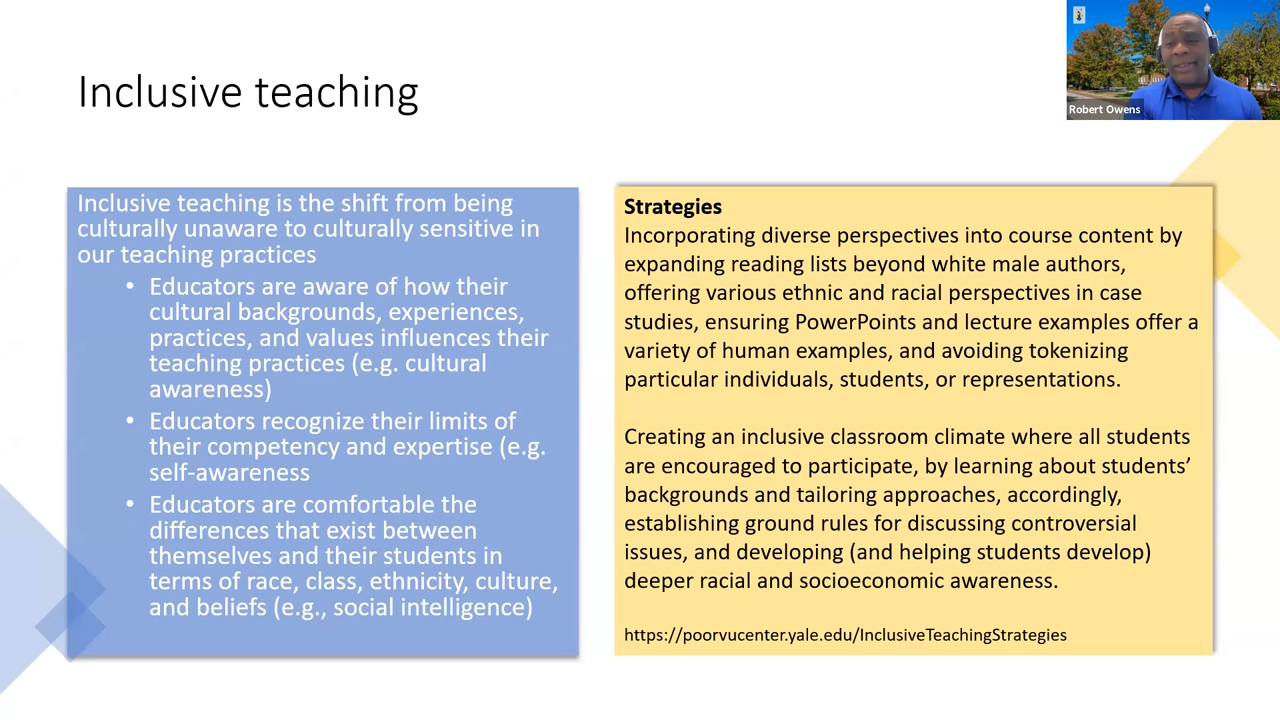 Inclusive teaching
Robert Owens
Inclusive teaching is the shift from being
culturally unaware to culturally sensitive in
our teaching practices
• Educators are aware of how their
cultural backgrounds, experiences,
practices, and values influences their
teaching practices (e.g. cultural
awareness)
• Educators recognize their limits of
their competency and expertise (e.g.
self-awareness
• Educators are comfortable the
differences that exist between
themselves and their students in
terms of race, class, ethnicity, culture,
and beliefs (e.g., social intelligence)
Strategies
Incorporating diverse perspectives into course content by
expanding reading lists beyond white male authors,
offering various ethnic and racial perspectives in case
studies, ensuring PowerPoints and lecture examples offer a
variety of human examples, and avoiding tokenizing
particular individuals, students, or representations.
Creating an inclusive classroom climate where all students
are encouraged to participate, by learning about students’
backgrounds and tailoring approaches, accordingly,
establishing ground rules for discussing controversial
issues, and developing (and helping students develop)
deeper racial and socioeconomic awareness.
https://poorvucenter.yale.edu/InclusiveTeachingStrategies